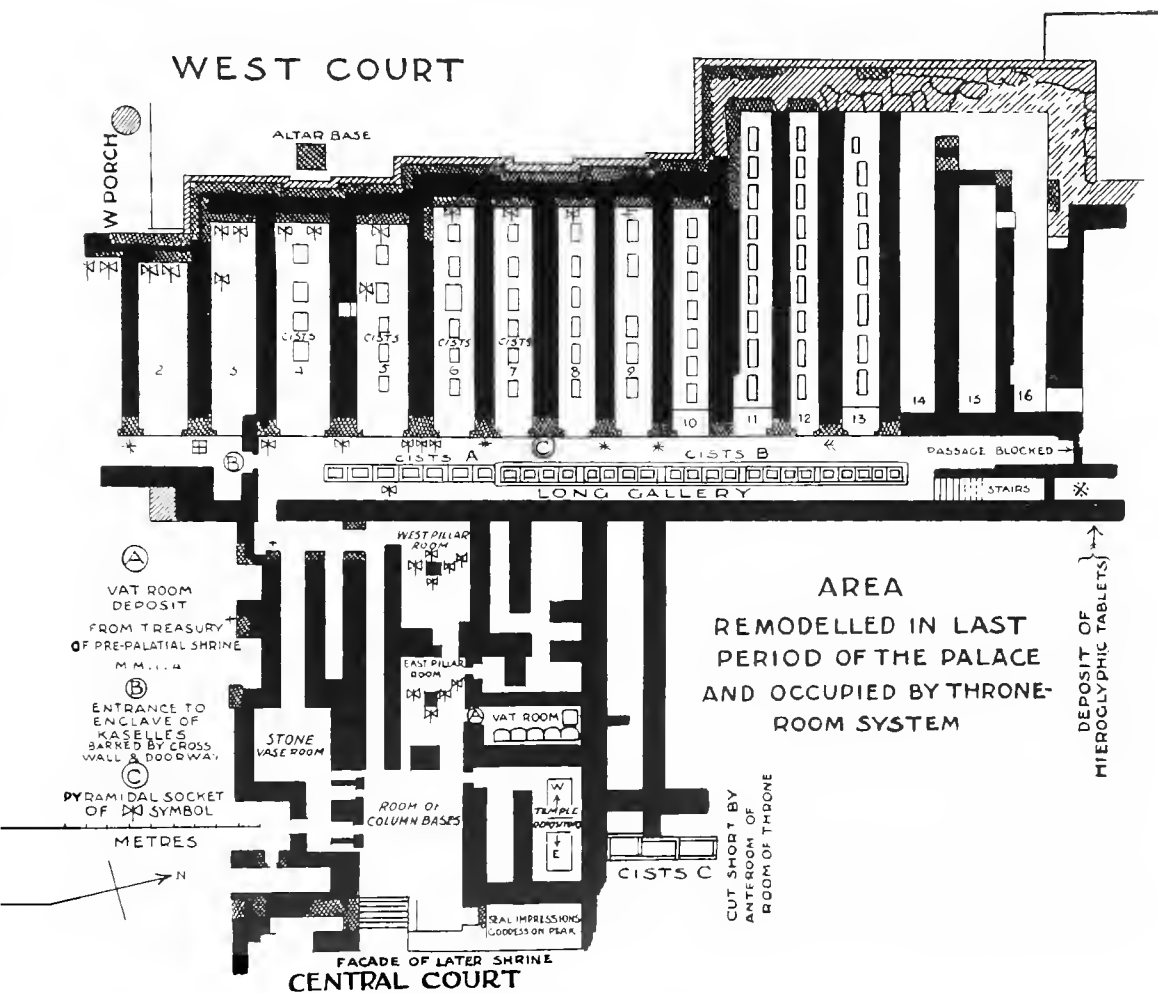 WEST COURT
W PORCH
ALTAR BASE
CISTS
CISTS
CISTS
CISTS
2
3
4
5
6
7
8
9
10
11
12
13
14
15
16
B
CISTS A
C
CISTS B
PASSAGE BLOCKED
LONG GALLERY
STAIRS
WEST PILLAR
ROOM
A
VAT ROOM
DEPOSIT
FROM TREASURY
OF PRE-PALATIAL SHRINE
M M . I . A
B
ENTRANCE TO
ENCLAVE OF
KASELLES
BARKED BY CROSS
WALL & DOORWAY
C
PYRAMIDAL SOCKET
OF SYMBOL
METRES
N
EAST PILLAR
ROOM
A VAT ROOM
STONE
VASE ROOM
ROOM OF
COLUMN BASES
W
TEMPLE
E
CISTS C
SEAL IMPRESSIONS
GODDESS ON PEAK
FACADE OF LATER SHRINE
CENTRAL COURT
AREA
REMODELLED IN LAST
PERIOD OF THE PALACE
AND OCCUPIED BY THRONE-
ROOM SYSTEM
CUT SHORT BY
ANTEROOM OF
ROOM OF THRONE
DEPOSIT OF
HIEROGLYPHIC TABLETS